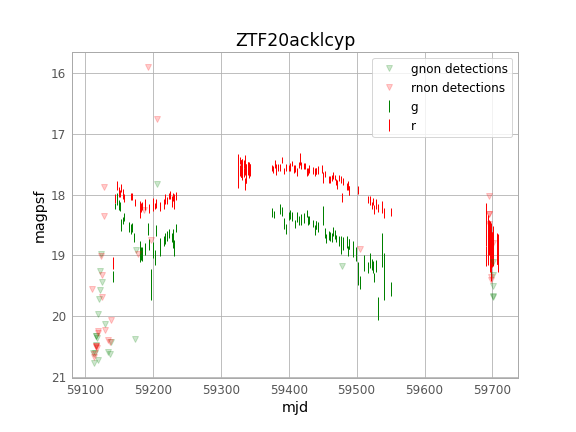 ZTF20acklcyp
gnon detections
rnon detections
g
r
magpsf
16
17
18
19
20
21
59100 59200 59300 59400 59500 59600 59700
mjd